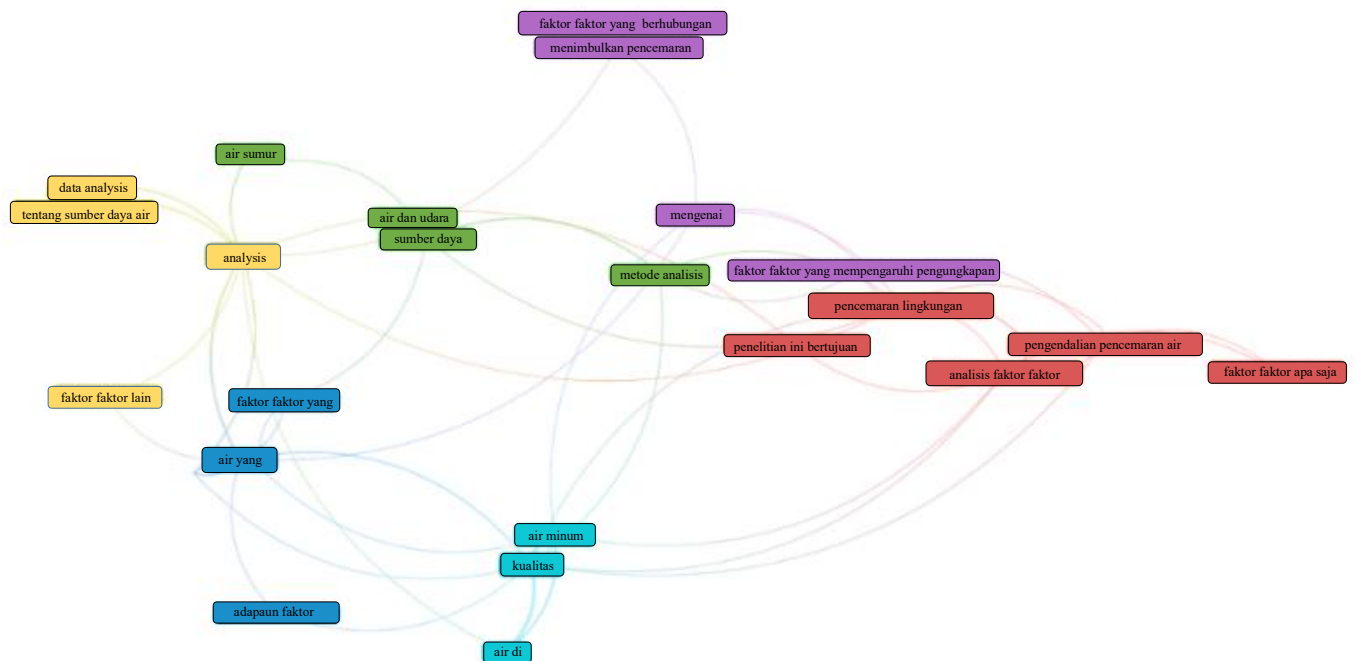 faktor faktor yang berhubungan
menimbulkan pencemaran
air sumur
data analysis
tentang sumber daya air
air dan udara
mengenai
sumber daya
analysis
metode analisis
faktor faktor yang mempengaruhi pengungkapan
pencemaran lingkungan
penelitian ini bertujuan
pengendalian pencemaran air
analisis faktor faktor
faktor faktor apa saja
faktor faktor lain
faktor faktor yang
air yang
air minum
kualitas
adapaun faktor
air di